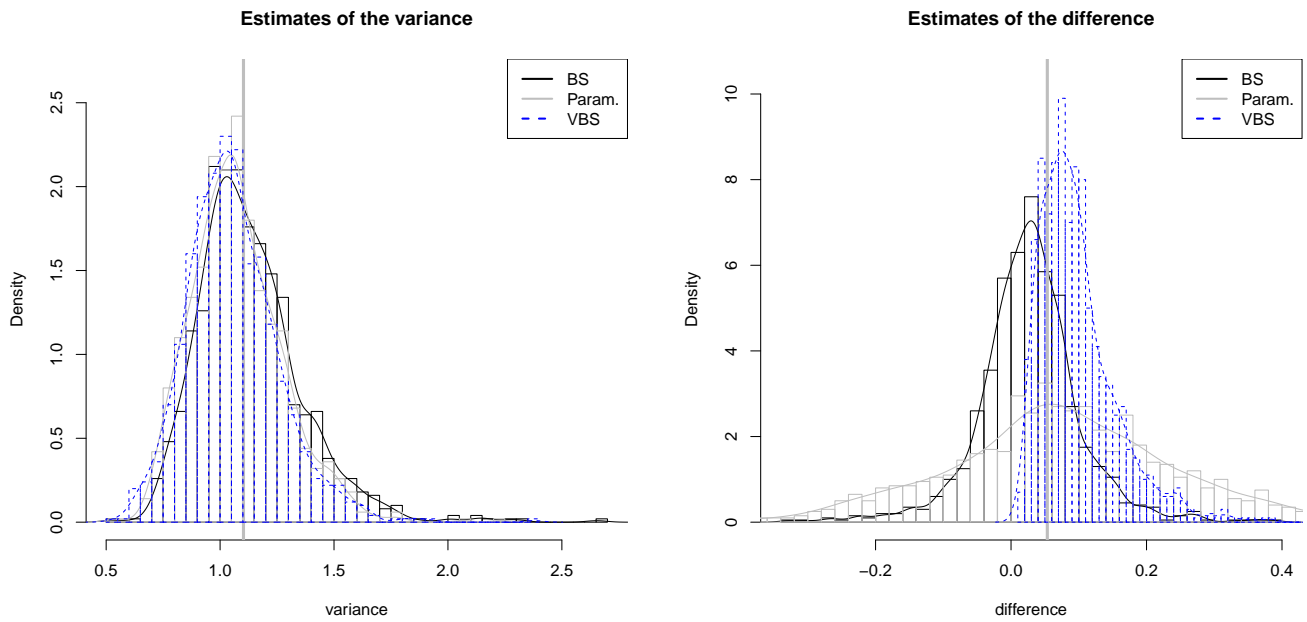 Estimates of the variance
BS
Param.
VBS
Density
2.5
2.0
1.5
1.0
0.5
0.0
0.5
1.0
1.5
2.0
2.5
variance
Estimates of the difference
BS
Param.
VBS
Density
10
8
6
4
2
0
−0.2
0.0
0.2
0.4
difference